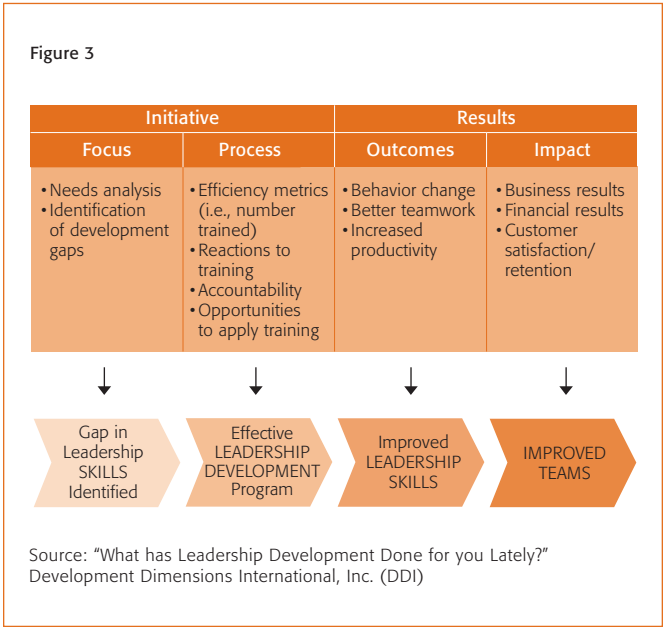 Figure 3
Initiative
Results
Focus
Process
Outcomes
Impact
• Needs analysis
• Identification
of development
gaps
• Efficiency metrics
(i.e., number
trained)
• Reactions to
training
• Accountability
• Opportunities
to apply training
• Behavior change
• Better teamwork
• Increased
productivity
• Business results
• Financial results
• Customer
satisfaction/
retention
Gap in
Leadership
SKILLS
Identified
Effective
LEADERSHIP
DEVELOPMENT
Program
Improved
LEADERSHIP
SKILLS
IMPROVED
TEAMS
Source: “What has Leadership Development Done for you Lately?”
Development Dimensions International, Inc. (DDI)